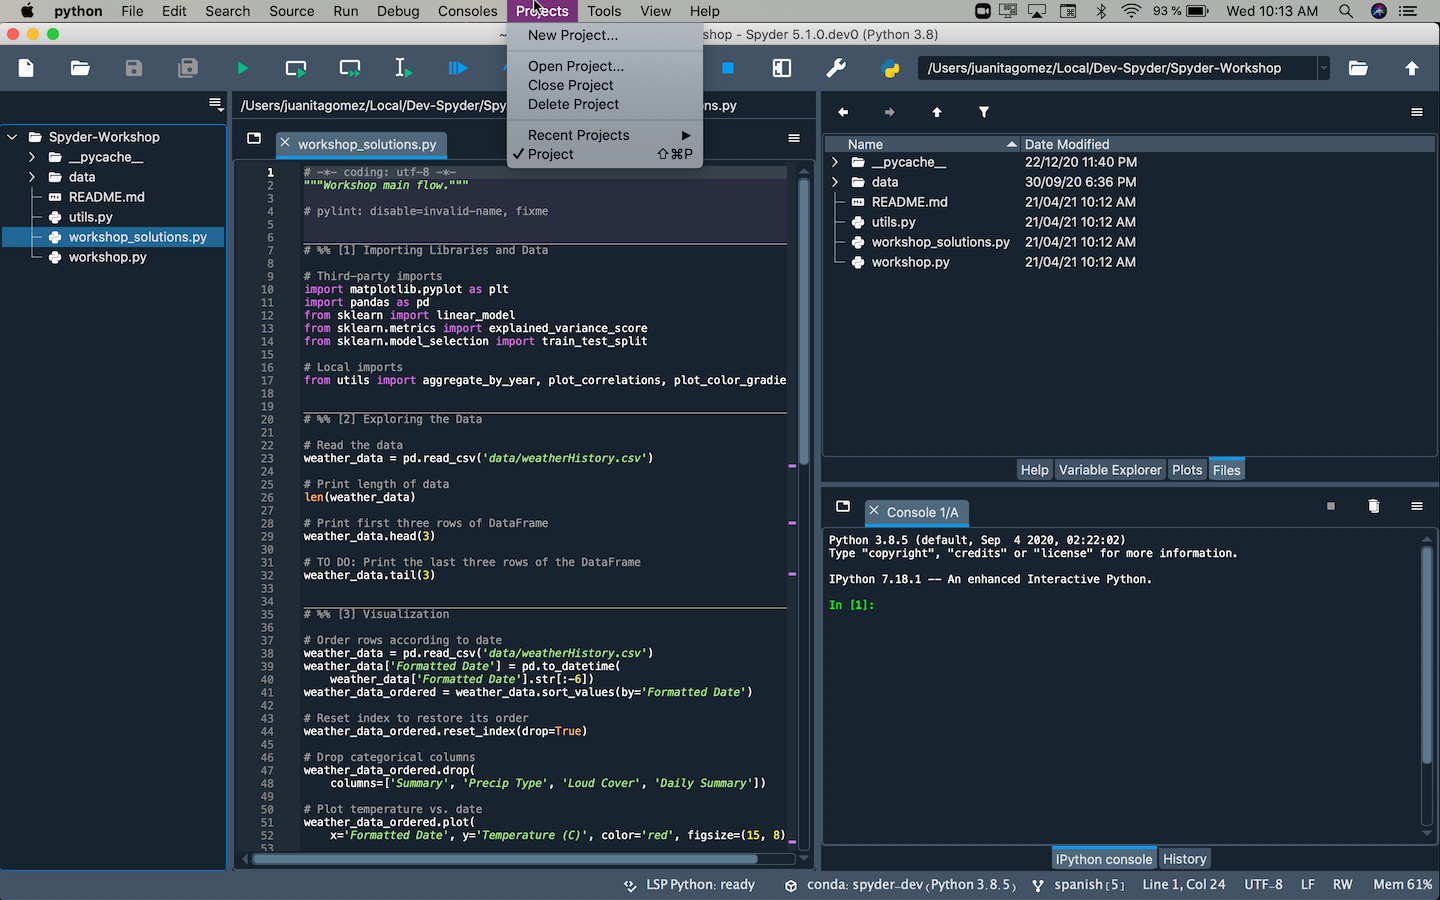 python File Edit Search Source Run Debug Consoles Projects Tools View Help 93 % Wed 10:13 AM
shop - Spyder 5.1.0.dev0 (Python 3.8)
New Project...
Open Project...
Close Project
Delete Project
Recent Projects
✓ Project ⇧⌘P
/Users/juanitagomez/Local/Dev-Spyder/Spyder-Workshop
Spyder-Workshop
__pycache__
data
README.md
utils.py
workshop_solutions.py
workshop.py
/Users/juanitagomez/Local/Dev-Spyder/Spy
ons.py
workshop_solutions.py
1 # -*- coding: utf-8 -*-
2 """Workshop main flow."""
3
4 # pylint: disable=invalid-name, fixme
5
6
7 # %% [1] Importing Libraries and Data
8
9 # Third-party imports
10 import matplotlib.pyplot as plt
11 import pandas as pd
12 from sklearn import linear_model
13 from sklearn.metrics import explained_variance_score
14 from sklearn.model_selection import train_test_split
15
16 # Local imports
17 from utils import aggregate_by_year, plot_correlations, plot_color_gradie
18
19
20 # %% [2] Exploring the Data
21
22 # Read the data
23 weather_data = pd.read_csv('data/weatherHistory.csv')
24
25 # Print length of data
26 len(weather_data)
27
28 # Print first three rows of DataFrame
29 weather_data.head(3)
30
31 # TO DO: Print the last three rows of the DataFrame
32 weather_data.tail(3)
33
34
35 # %% [3] Visualization
36
37 # Order rows according to date
38 weather_data = pd.read_csv('data/weatherHistory.csv')
39 weather_data['Formatted Date'] = pd.to_datetime(
40 weather_data['Formatted Date'].str[:-6])
41 weather_data_ordered = weather_data.sort_values(by='Formatted Date')
42
43 # Reset index to restore its order
44 weather_data_ordered.reset_index(drop=True)
45
46 # Drop categorical columns
47 weather_data_ordered.drop(
48 columns=['Summary', 'Precip Type', 'Loud Cover', 'Daily Summary'])
49
50 # Plot temperature vs. date
51 weather_data_ordered.plot(
52 x='Formatted Date', y='Temperature (C)', color='red', figsize=(15, 8)
53
Name Date Modified
__pycache__ 22/12/20 11:40 PM
data 30/09/20 6:36 PM
README.md 21/04/21 10:12 AM
utils.py 21/04/21 10:12 AM
workshop_solutions.py 21/04/21 10:12 AM
workshop.py 21/04/21 10:12 AM
Help Variable Explorer Plots Files
Console 1/A
Python 3.8.5 (default, Sep  4 2020, 02:22:02)
Type "copyright", "credits" or "license" for more information.
IPython 7.18.1 -- An enhanced Interactive Python.
In [1]:
IPython console History
LSP Python: ready conda: spyder-dev (Python 3.8.5) spanish [5] Line 1, Col 24 UTF-8 LF RW Mem 61%